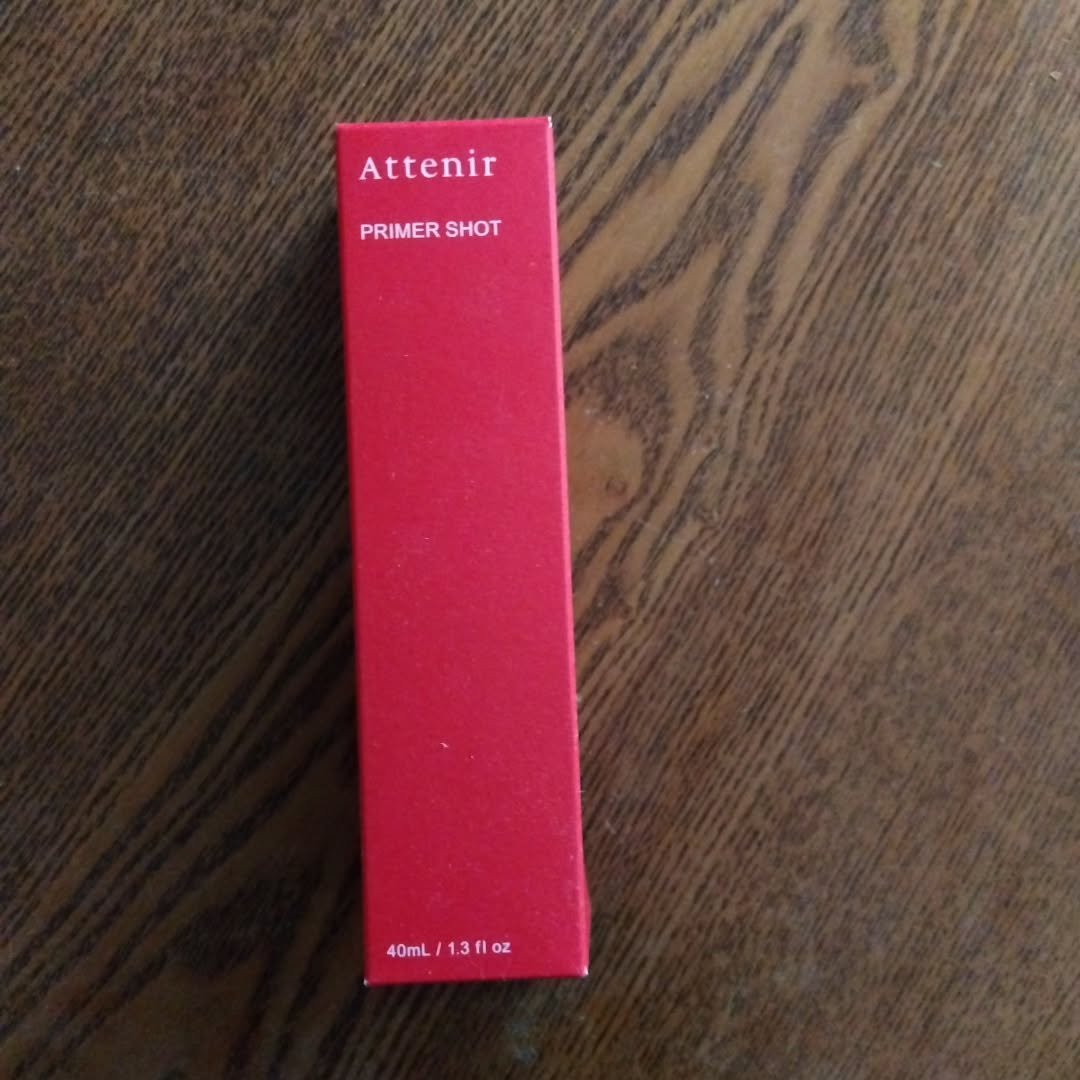 Attenir
PRIMER SHOT
40mL / 1.3 fl oz